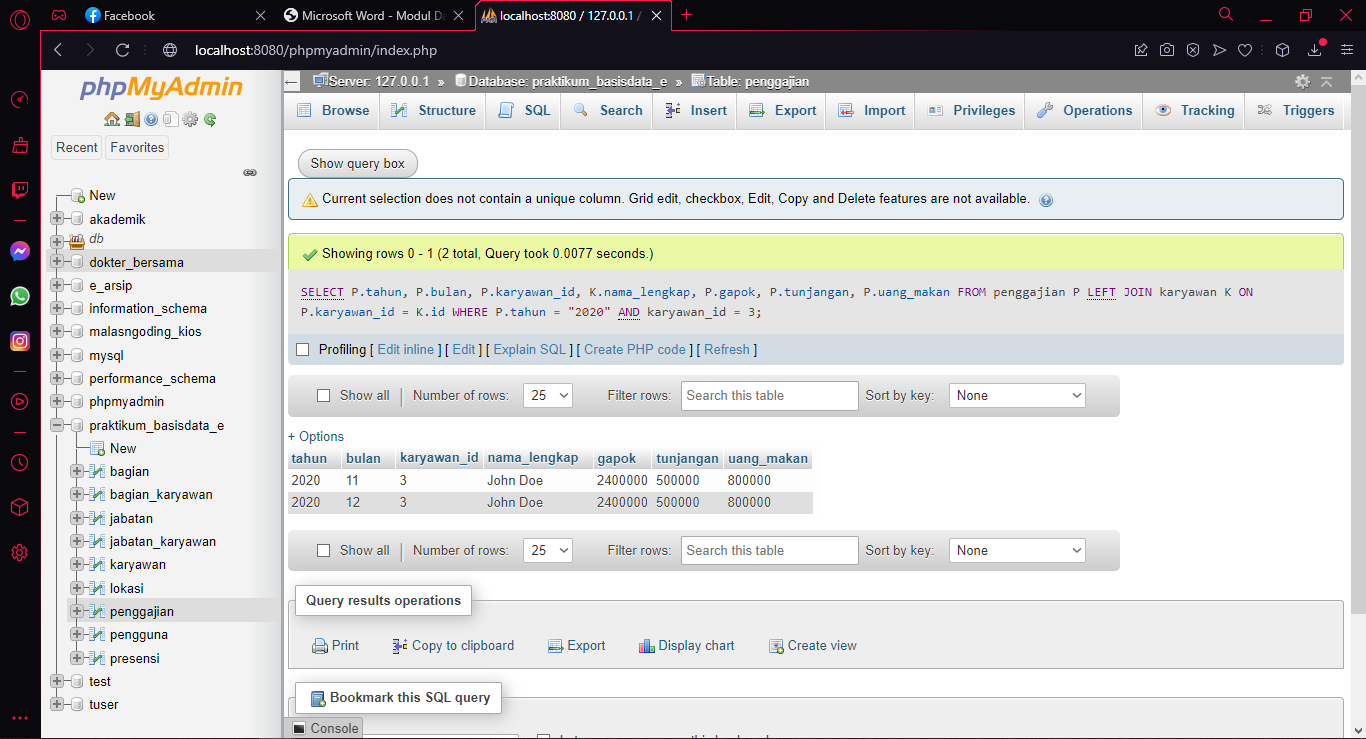 Facebook
Microsoft Word - Modul Da
localhost:8080 / 127.0.0.1 /
localhost:8080/phpmyadmin/index.php
phpMyAdmin
Recent
Favorites
New
akademik
db
dokter_bersama
e_arsip
information_schema
malasngoding_kios
mysql
performance_schema
phpmyadmin
praktikum_basisdata_e
New
bagian
bagian_karyawan
jabatan
jabatan_karyawan
karyawan
lokasi
penggajian
pengguna
presensi
test
tuser
Server: 127.0.0.1 » Database: praktikum_basisdata_e » Table: penggajian
Browse Structure SQL Search Insert Export Import Privileges Operations Tracking Triggers
Show query box
Current selection does not contain a unique column. Grid edit, checkbox, Edit, Copy and Delete features are not available.
Showing rows 0 - 1 (2 total, Query took 0.0077 seconds.)
SELECT P.tahun, P.bulan, P.karyawan_id, K.nama_lengkap, P.gapok, P.tunjangan, P.uang_makan FROM penggajian P LEFT JOIN karyawan K ON
P.karyawan_id = K.id WHERE P.tahun = "2020" AND karyawan_id = 3;
Profiling [ Edit inline ] [ Edit ] [ Explain SQL ] [ Create PHP code ] [ Refresh ]
Show all | Number of rows: 25 Filter rows: Search this table Sort by key: None
+ Options
tahun bulan karyawan_id nama_lengkap gapok tunjangan uang_makan
2020 11 3 John Doe 2400000 500000 800000
2020 12 3 John Doe 2400000 500000 800000
Show all | Number of rows: 25 Filter rows: Search this table Sort by key: None
Query results operations
Print Copy to clipboard Export Display chart Create view
Bookmark this SQL query
Console